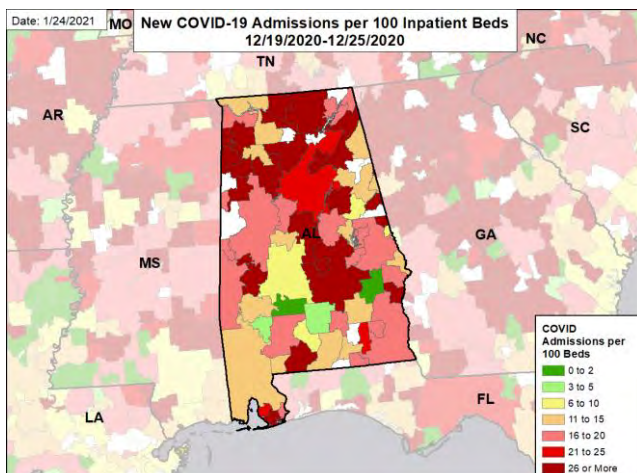 Date: 1/24/2021
New COVID-19 Admissions per 100 Inpatient Beds
12/19/2020-12/25/2020
MO
NC
TN
AR
SC
AL
MS
GA
LA
FL
COVID
Admissions per
100 Beds
0 to 2
3 to 5
6 to 10
11 to 15
16 to 20
21 to 25
26 or More